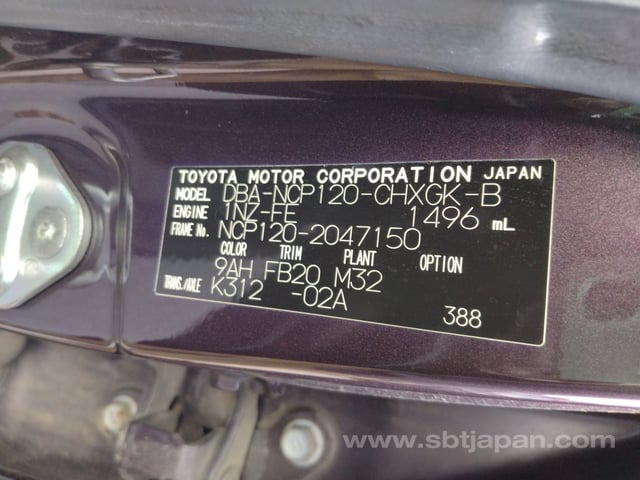 TOYOTA MOTOR CORPORATION JAPAN
MODEL DBA-NCP120-CHXGK-B
ENGINE 1NZ-FE 1496 mL
FRAME No. NCP120-2047150
COLOR TRIM PLANT OPTION
9AH FB20 M32
TRANS./AXLE K312 -02A
388
www.sbtjapan.com